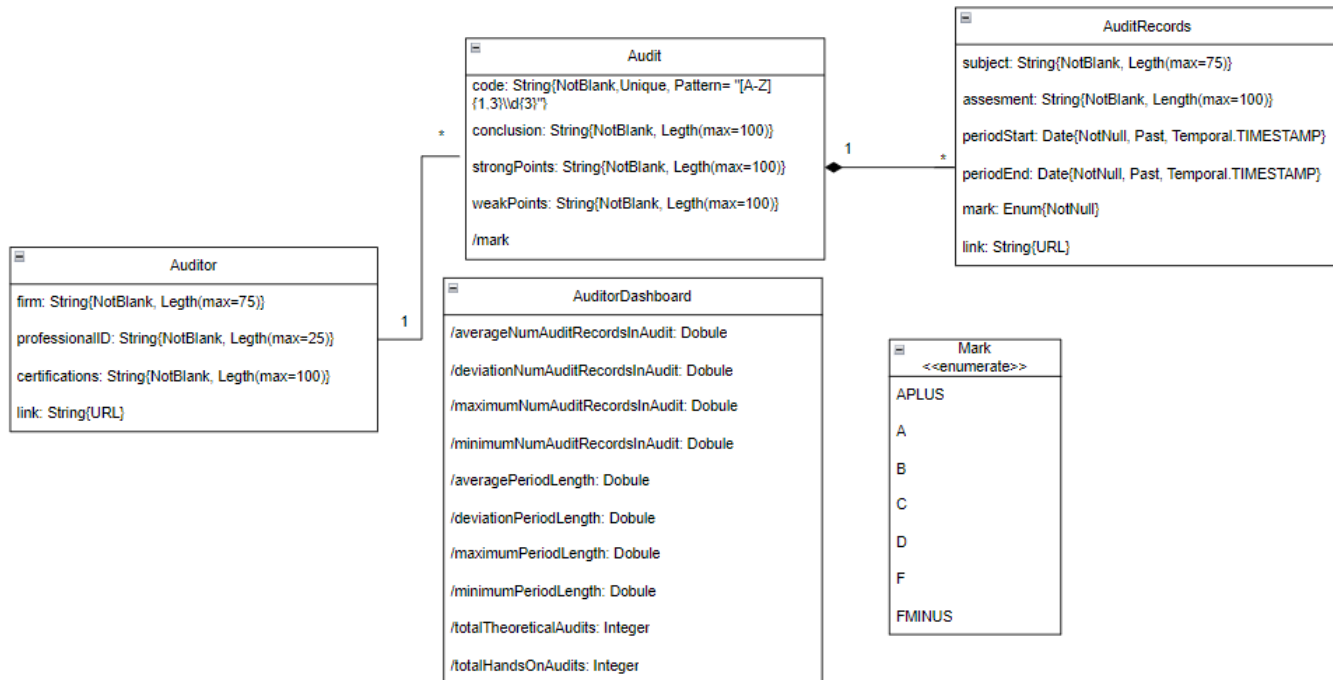 Audit
code: String{NotBlank,Unique, Pattern= "[A-Z]
{1,3}\\d{3}"}
conclusion: String{NotBlank, Legth(max=100)}
strongPoints: String{NotBlank, Legth(max=100)}
weakPoints: String{NotBlank, Legth(max=100)}
/mark
*
1
*
AuditRecords
subject: String{NotBlank, Legth(max=75)}
assesment: String{NotBlank, Length(max=100)}
periodStart: Date{NotNull, Past, Temporal.TIMESTAMP}
periodEnd: Date{NotNull, Past, Temporal.TIMESTAMP}
mark: Enum{NotNull}
link: String{URL}
Auditor
firm: String{NotBlank, Legth(max=75)}
professionalID: String{NotBlank, Legth(max=25)}
certifications: String{NotBlank, Legth(max=100)}
link: String{URL}
1
AuditorDashboard
/averageNumAuditRecordsInAudit: Dobule
/deviationNumAuditRecordsInAudit: Dobule
/maximumNumAuditRecordsInAudit: Dobule
/minimumNumAuditRecordsInAudit: Dobule
/averagePeriodLength: Dobule
/deviationPeriodLength: Dobule
/maximumPeriodLength: Dobule
/minimumPeriodLength: Dobule
/totalTheoreticalAudits: Integer
/totalHandsOnAudits: Integer
Mark
<<enumerate>>
APLUS
A
B
C
D
F
FMINUS